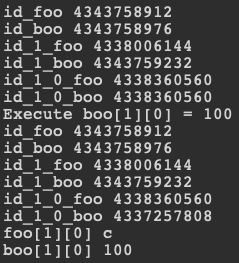 id_foo 4343758912
id_boo 4343758976
id_1_foo 4338006144
id_1_boo 4343759232
id_1_0_foo 4338360560
id_1_0_boo 4338360560
Execute boo[1][0] = 100
id_foo 4343758912
id_boo 4343758976
id_1_foo 4338006144
id_1_boo 4343759232
id_1_0_foo 4338360560
id_1_0_boo 4337257808
foo[1][0] c
boo[1][0] 100